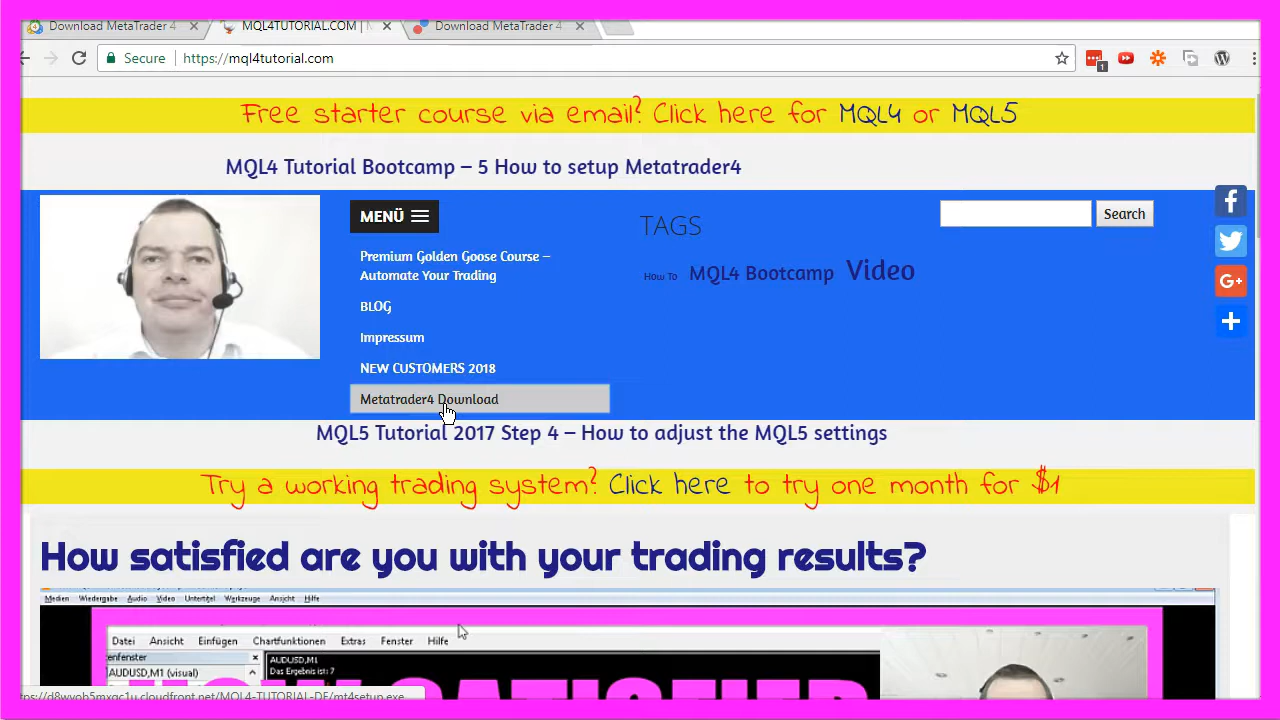 Download MetaTrader 4
MQL4TUTORIAL.COM |
Download MetaTrader 4
Secure
https://mql4tutorial.com
1
Free starter course via email? Click here for MQL4 or MQL5
MQL4 Tutorial Bootcamp – 5 How to setup Metatrader4
MENÜ
TAGS
Search
Premium Golden Goose Course –
Automate Your Trading
How To MQL4 Bootcamp Video
BLOG
Impressum
NEW CUSTOMERS 2018
Metatrader4 Download
MQL5 Tutorial 2017 Step 4 – How to adjust the MQL5 settings
Try a working trading system? Click here to try one month for $1
How satisfied are you with your trading results?
Medien Wiedergabe Audio Video Untertitel Werkzeuge Ansicht Hilfe
Datei Ansicht Einfügen Chartfunktionen Extras Fenster Hilfe
enfenster
AUDUSD,M1
AUDUSD,M1 (visual)
Das Ergebis ist: 7
HOW SATISFIED